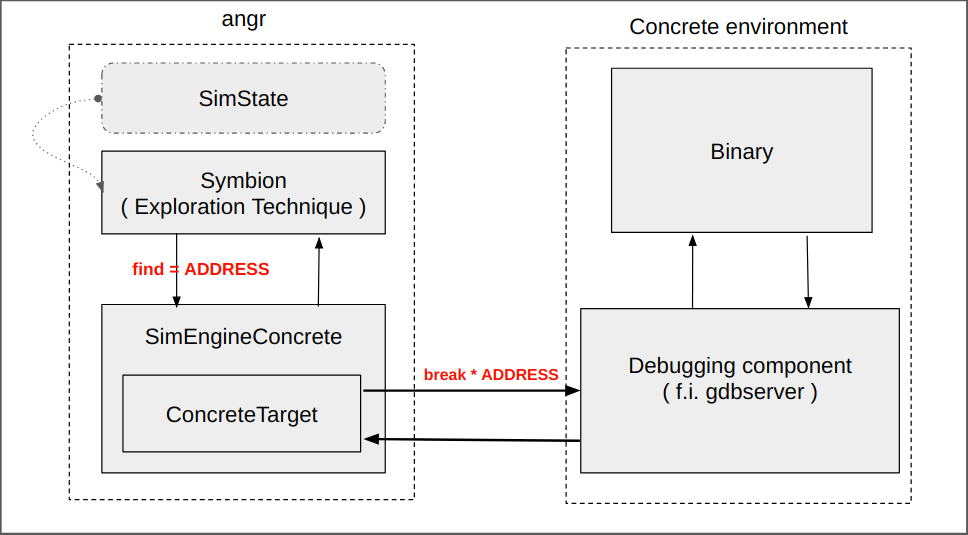 angr
SimState
Symbion
( Exploration Technique )
find = ADDRESS
SimEngineConcrete
ConcreteTarget
break * ADDRESS
Concrete environment
Binary
Debugging component
( f.i. gdbserver )